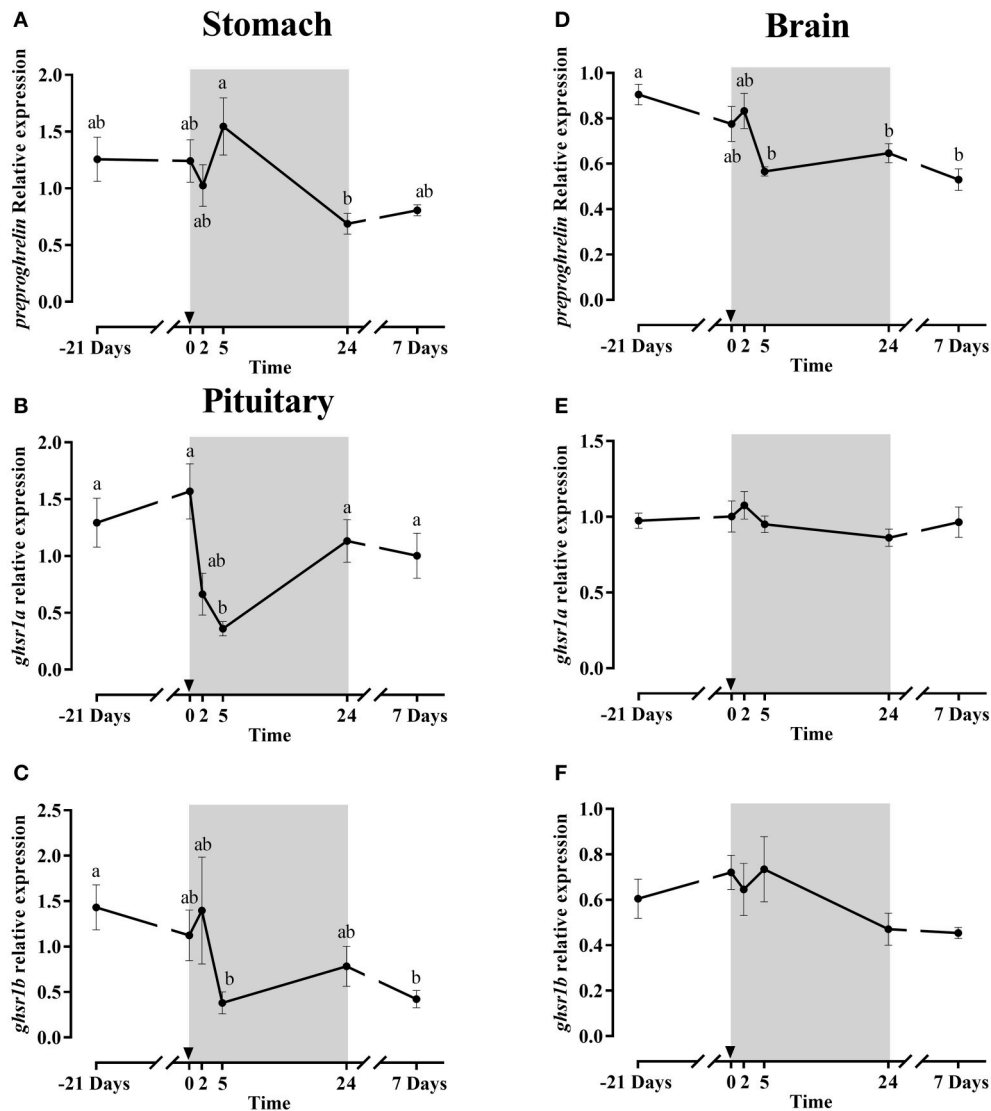 A
Stomach
preproghrelin Relative expression
2.0
1.5
1.0
0.5
0.0
ab
ab
ab
a
b
ab
-21 Days
0
2
5
24
7 Days
Time
B
Pituitary
ghsr1a relative expression
2.0
1.5
1.0
0.5
0.0
a
a
ab
b
a
a
-21 Days
0
2
5
24
7 Days
Time
C
ghsr1b relative expression
2.5
2.0
1.5
1.0
0.5
0.0
a
ab
ab
b
ab
b
-21 Days
0
2
5
24
7 Days
Time
D
Brain
preproghrelin Relative expression
1.0
0.8
0.6
0.4
0.2
0.0
a
ab
ab
b
b
b
-21 Days
0
2
5
24
7 Days
Time
E
ghsr1a relative expression
1.5
1.0
0.5
0.0
-21 Days
0
2
5
24
7 Days
Time
F
ghsr1b relative expression
1.0
0.8
0.6
0.4
0.2
0.0
-21 Days
0
2
5
24
7 Days
Time